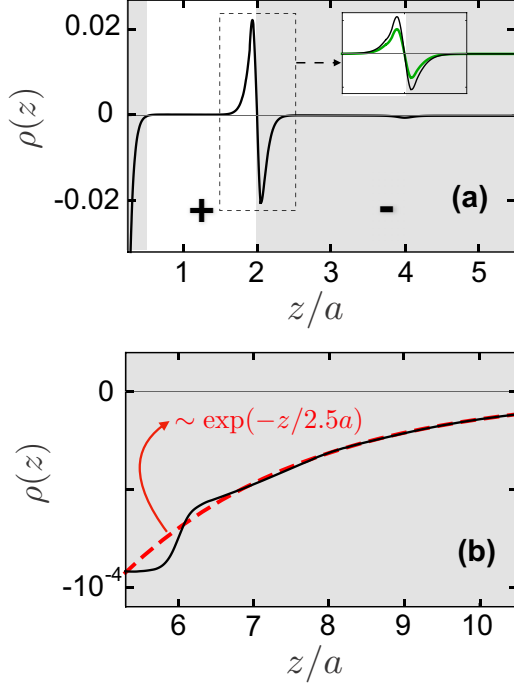 0.02
0
-0.02
ρ(z)
+
-
(a)
1 2 3 4 5
z/a
0
-10⁻⁴
ρ(z)
∼ exp(−z/2.5a)
(b)
6 7 8 9 10
z/a